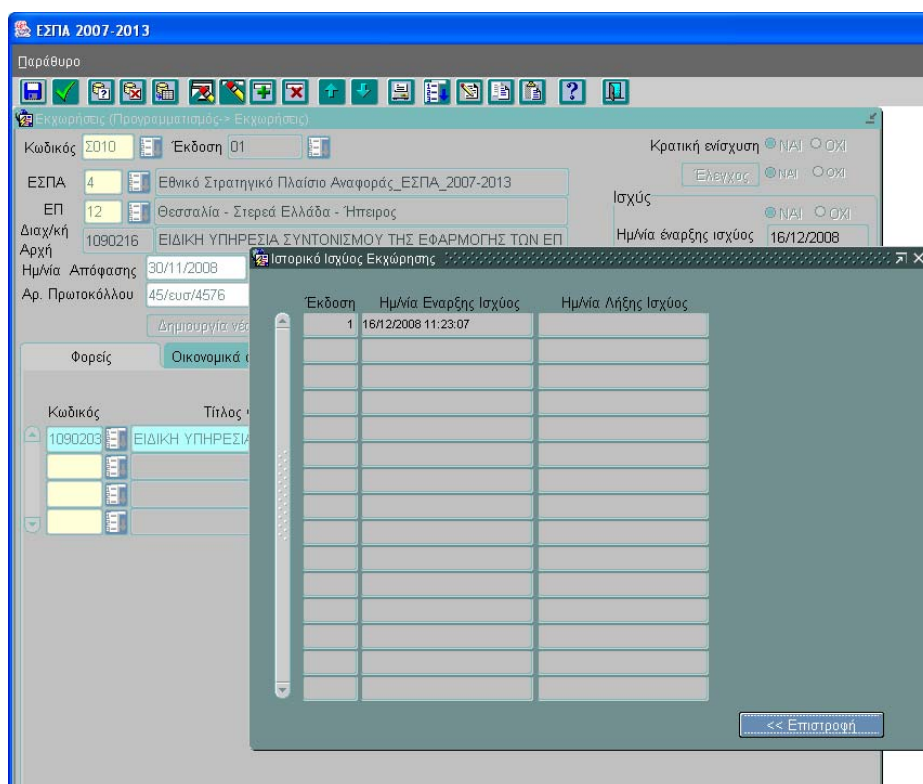 ΕΣΠΑ 2007-2013
Παράθυρο
Εκχωρήσεις (Προγραμματισμός-> Εκχωρήσεις)
Κωδικός Σ010 Έκδοση 01 Κρατική ενίσχυση ΝΑΙ ΟΧΙ
ΕΣΠΑ 4 Εθνικό Στρατηγικό Πλαίσιο Αναφοράς_ΕΣΠΑ_2007-2013 Έλεγχος ΝΑΙ ΟΧΙ
Ισχύς
ΕΠ 12 Θεσσαλία - Στερεά Ελλάδα - Ήπειρος ΝΑΙ ΟΧΙ
Διαχ/κή Αρχή 1090216 ΕΙΔΙΚΗ ΥΠΗΡΕΣΙΑ ΣΥΝΤΟΝΙΣΜΟΥ ΤΗΣ ΕΦΑΡΜΟΓΗΣ ΤΩΝ ΕΠ Ημ/νία έναρξης ισχύος 16/12/2008
Ημ/νία Απόφασης 30/11/2008
Αρ. Πρωτοκόλλου 45/ευσ/4576
Δημιουργία
Φορείς Οικονομικά
Κωδικός Τίτλος
1090203 ΕΙΔΙΚΗ ΥΠΗΡΕΣΙΑ
Ιστορικό Ισχύος Εκχώρησης
Έκδοση Ημ/νία Εναρξης Ισχύος Ημ/νία Λήξης Ισχύος
1 16/12/2008 11:23:07
<< Επιστροφή